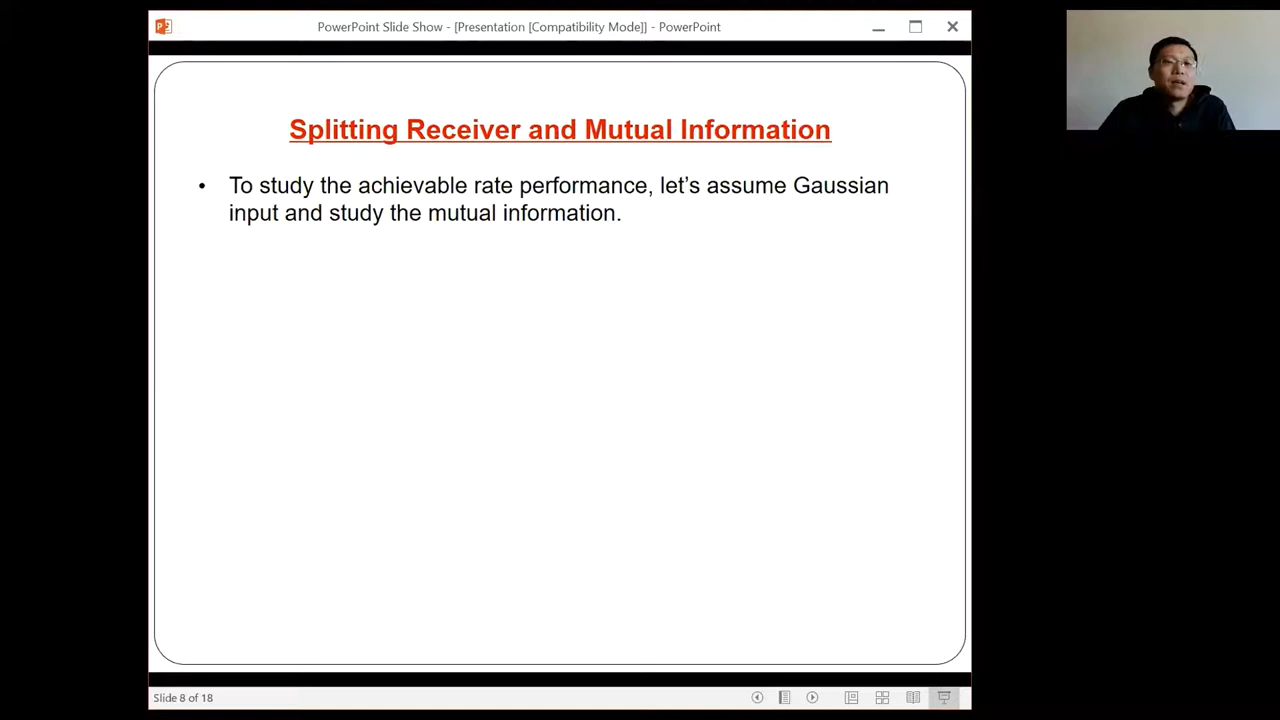 PowerPoint Slide Show - [Presentation [Compatibility Mode]] - PowerPoint
Splitting Receiver and Mutual Information
• To study the achievable rate performance, let’s assume Gaussian
input and study the mutual information.
Slide 8 of 18